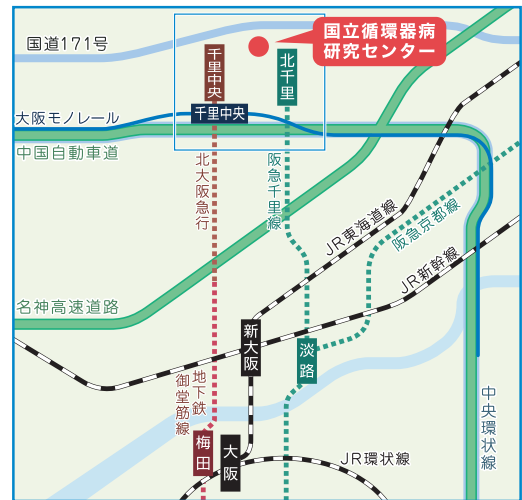 国立循環器病
研究センター
国道171号
千里中央
北千里
大阪モノレール
千里中央
中国自動車道
北大阪急行
阪急千里線
JR東海道線
阪急京都線
JR新幹線
名神高速道路
新大阪
淡路
地下鉄
御堂筋線
中央環状線
梅田
大阪
JR環状線